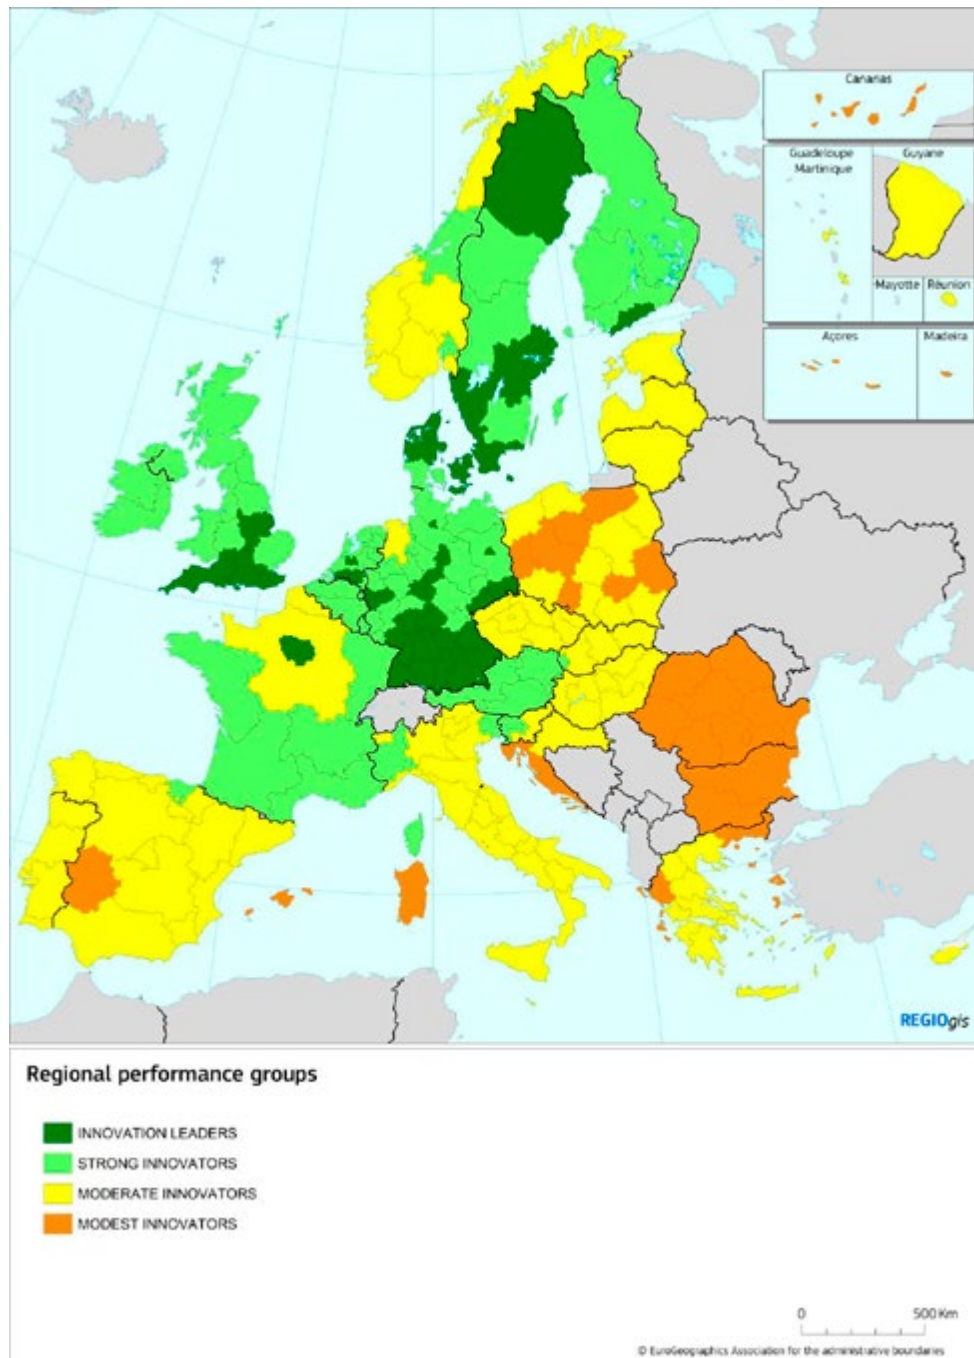 Canarias
Guadeloupe
Martinique
Guyane
Mayotte
Réunion
Açores
Madeira
REGIOgis
Regional performance groups
INNOVATION LEADERS
STRONG INNOVATORS
MODERATE INNOVATORS
MODEST INNOVATORS
0 500 Km
© EuroGeographics Association for the administrative boundaries